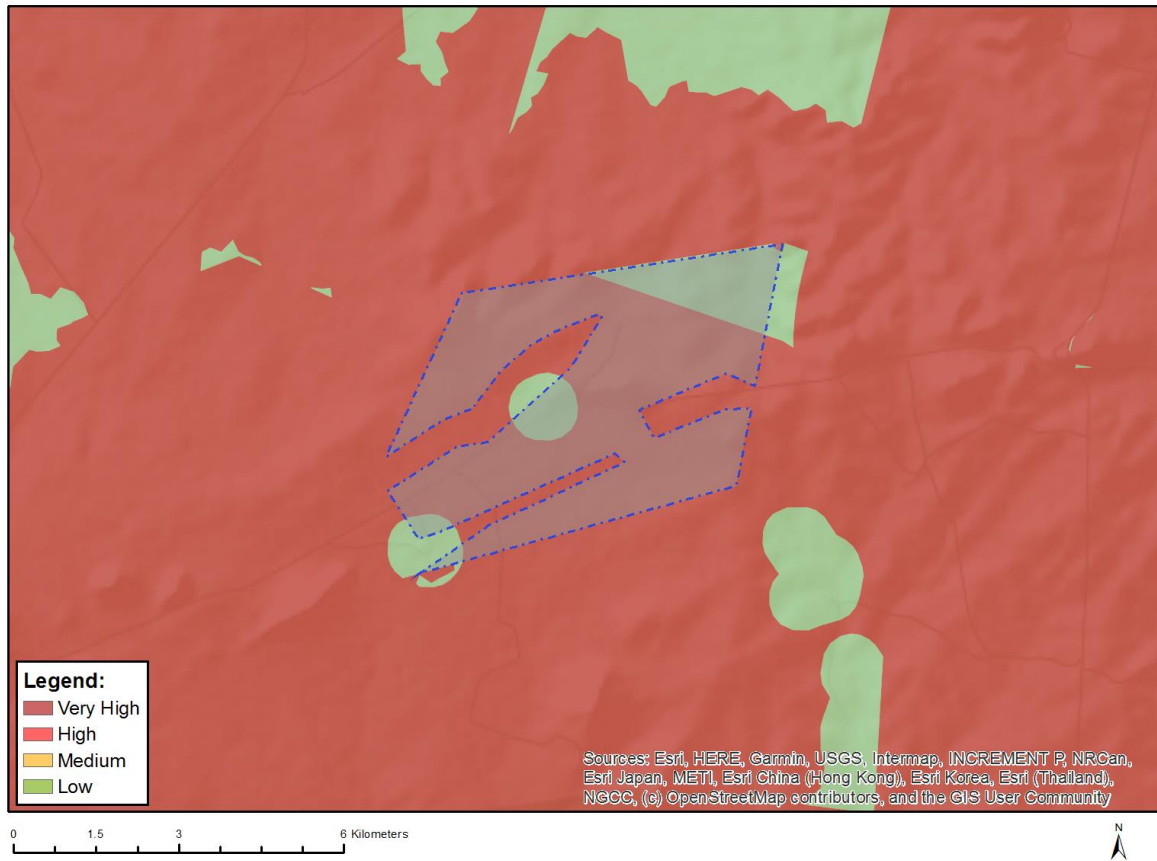 Legend:
Very High
High
Medium
Low
Sources: Esri, HERE, Garmin, USGS, Intermap, INCREMENT P, NRCan,
Esri Japan, METI, Esri China (Hong Kong), Esri Korea, Esri (Thailand),
NGCC, (c) OpenStreetMap contributors, and the GIS User Community
0 1.5 3 6 Kilometers
N